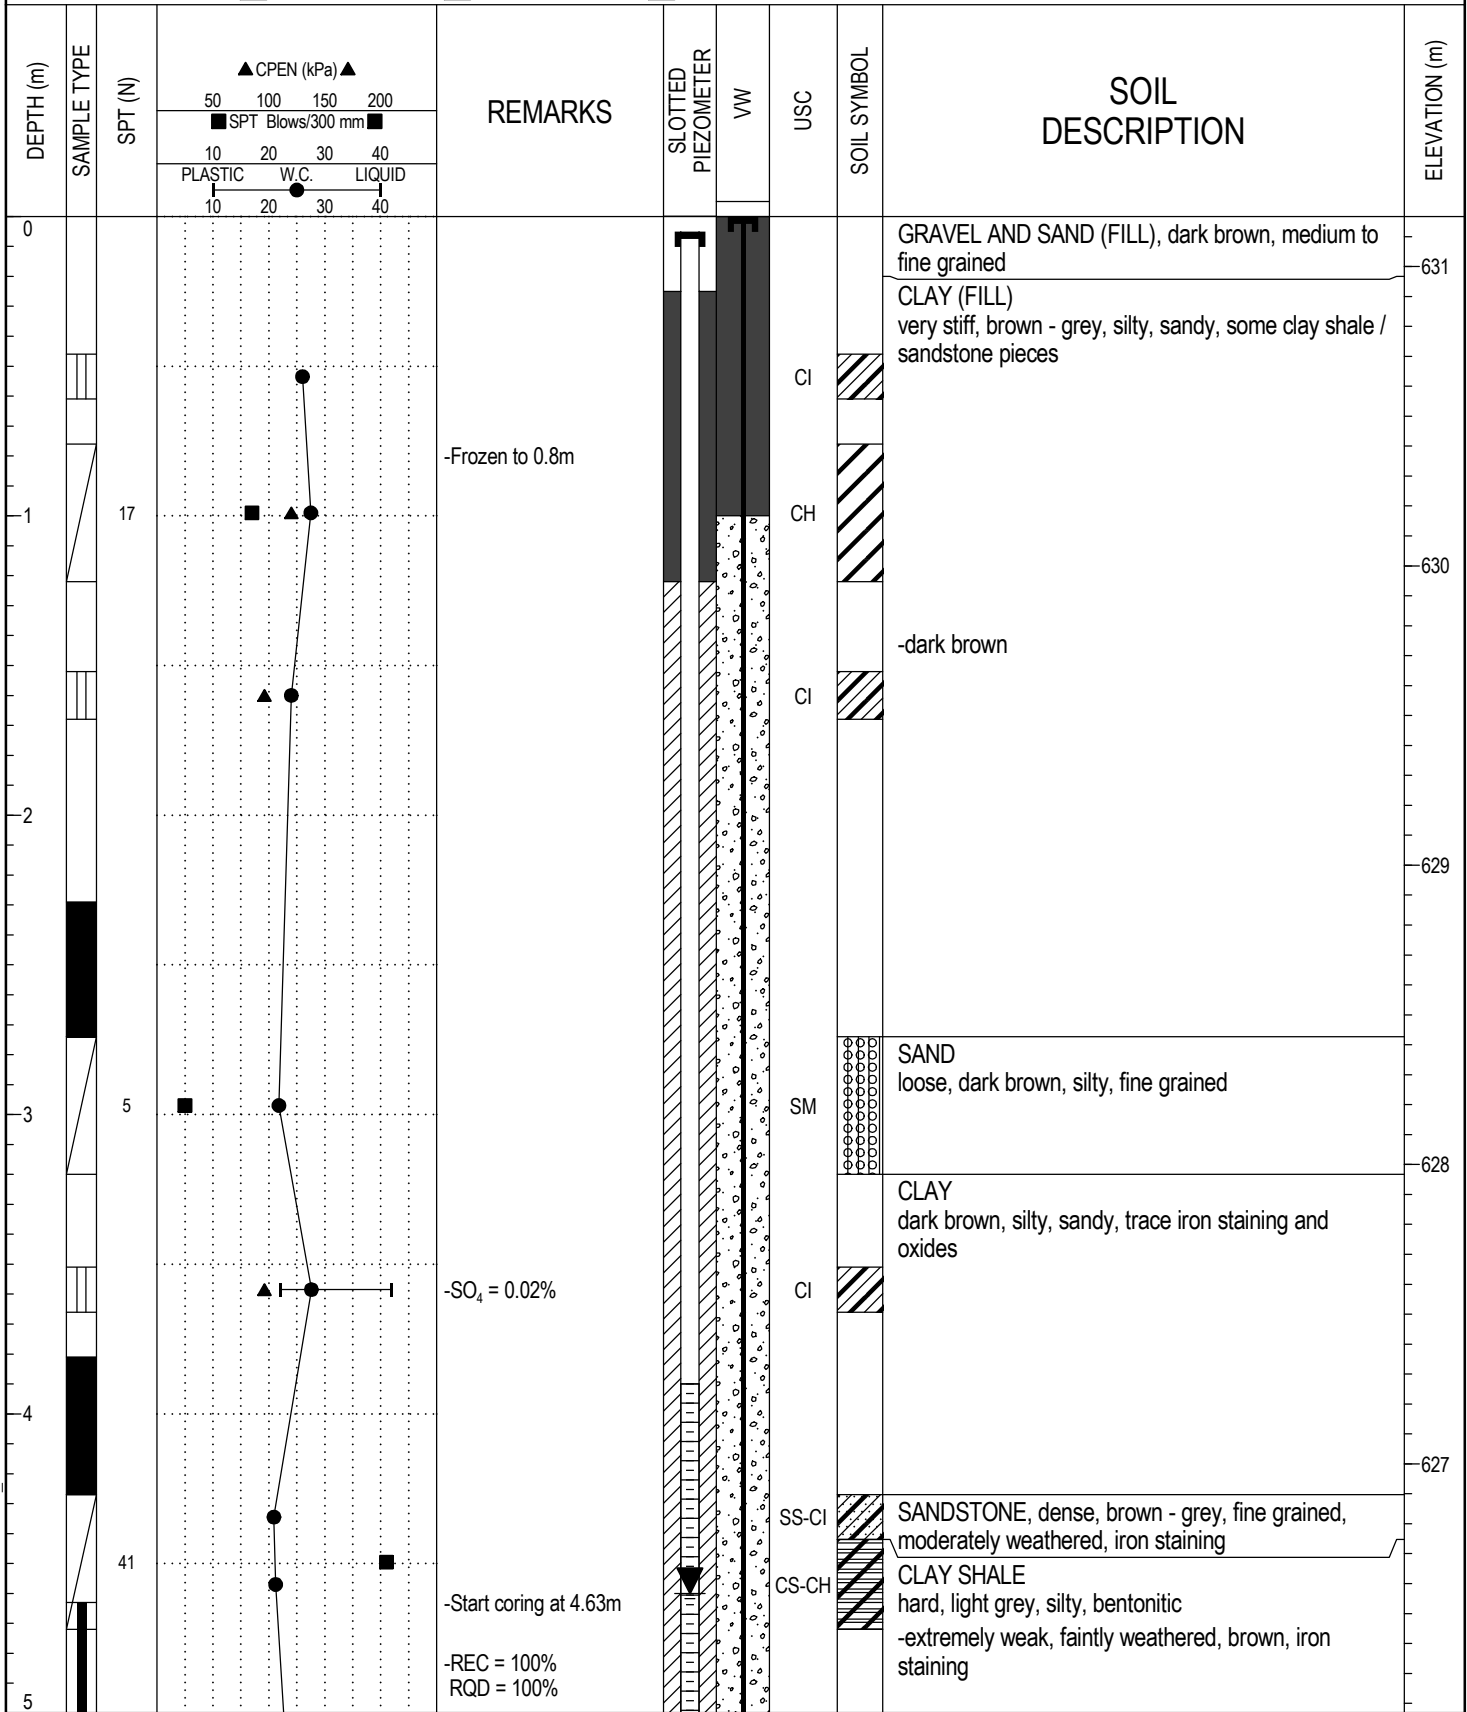 DEPTH (m)
SAMPLE TYPE
SPT (N)
▲ CPEN (kPa) ▲
50 100 150 200
■ SPT Blows/300 mm ■
10 20 30 40
PLASTIC W.C. LIQUID
10 20 30 40
REMARKS
SLOTTED
PIEZOMETER
VW
USC
SOIL SYMBOL
SOIL
DESCRIPTION
ELEVATION (m)
0
GRAVEL AND SAND (FILL), dark brown, medium to
fine grained
631
CLAY (FILL)
very stiff, brown - grey, silty, sandy, some clay shale /
sandstone pieces
CI
-Frozen to 0.8m
1
17
CH
630
-dark brown
CI
2
629
SAND
loose, dark brown, silty, fine grained
3
5
SM
628
CLAY
dark brown, silty, sandy, trace iron staining and
oxides
-SO₄ = 0.02%
CI
4
627
SS-CI
SANDSTONE, dense, brown - grey, fine grained,
moderately weathered, iron staining
41
CS-CH
CLAY SHALE
hard, light grey, silty, bentonitic
-Start coring at 4.63m
-extremely weak, faintly weathered, brown, iron
staining
-REC = 100%
RQD = 100%
5